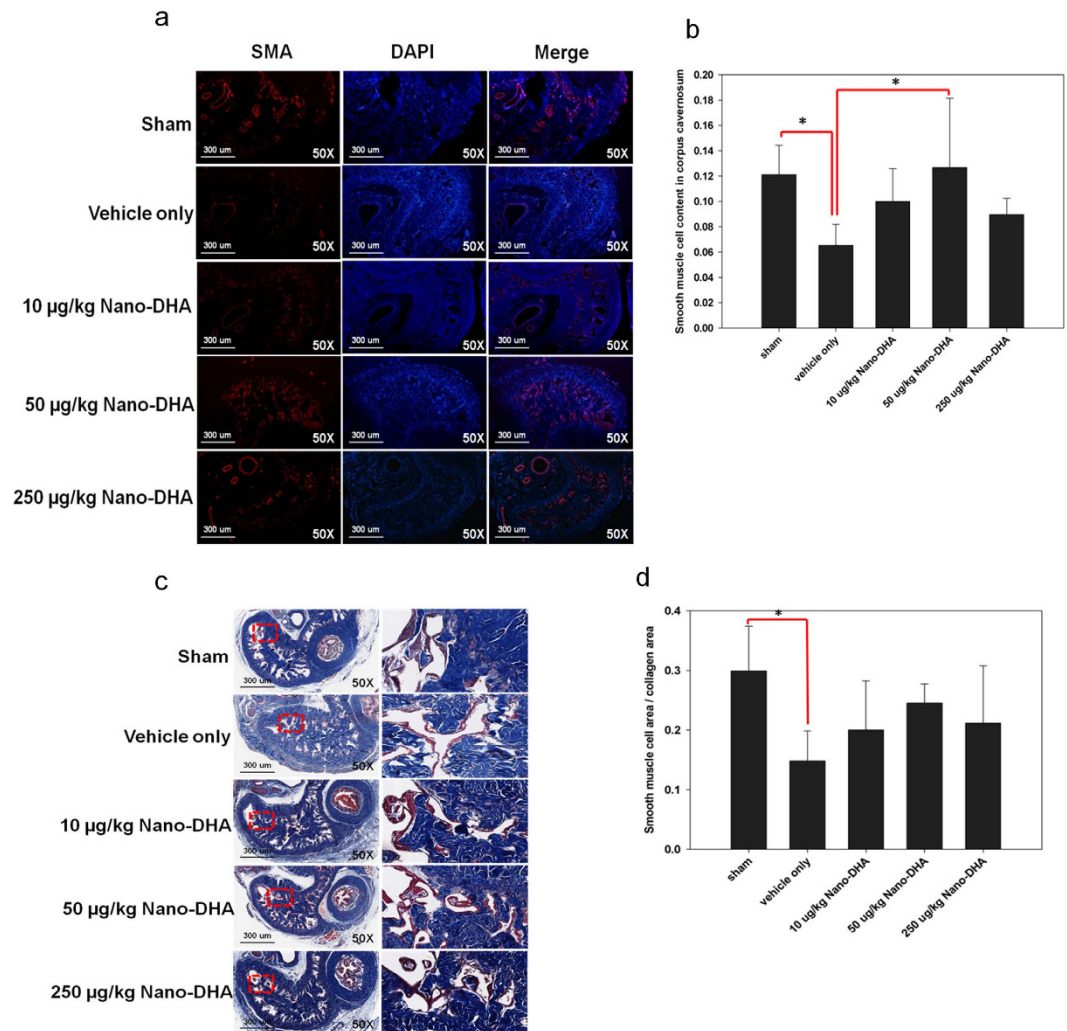 a
SMA DAPI Merge
Sham
300 um 50X 300 um 50X 300 um 50X
Vehicle only
300 um 50X 300 um 50X 300 um 50X
10 µg/kg Nano-DHA
300 um 50X 300 um 50X 300 um 50X
50 µg/kg Nano-DHA
300 um 50X 300 um 50X 300 um 50X
250 µg/kg Nano-DHA
300 um 50X 300 um 50X 300 um 50X
b
Smooth muscle cell content in corpus cavernosum
0.20
0.18
0.16
0.14
0.12
0.10
0.08
0.06
0.04
0.02
0.00
* *
sham
vehicle only
10 ug/kg Nano-DHA
50 ug/kg Nano-DHA
250 ug/kg Nano-DHA
c
Sham
300 um 50X
Vehicle only
300 um 50X
10 µg/kg Nano-DHA
300 um 50X
50 µg/kg Nano-DHA
300 um 50X
250 µg/kg Nano-DHA
300 um 50X
d
Smooth muscle cell area / collagen area
0.4
0.3
0.2
0.1
0.0
*
sham
vehicle only
10 ug/kg Nano-DHA
50 ug/kg Nano-DHA
250 ug/kg Nano-DHA